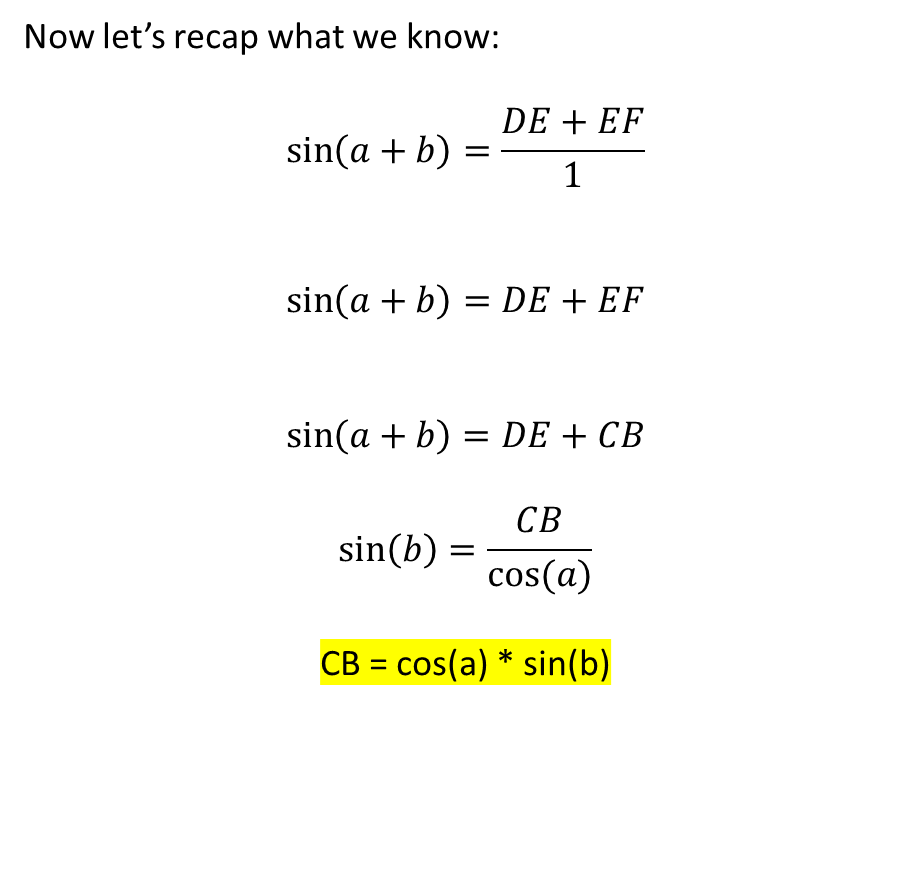 Now let's recap what we know:
sin(a + b) = DE + EF / 1
sin(a + b) = DE + EF
sin(a + b) = DE + CB
sin(b) = CB / cos(a)
CB = cos(a) * sin(b)